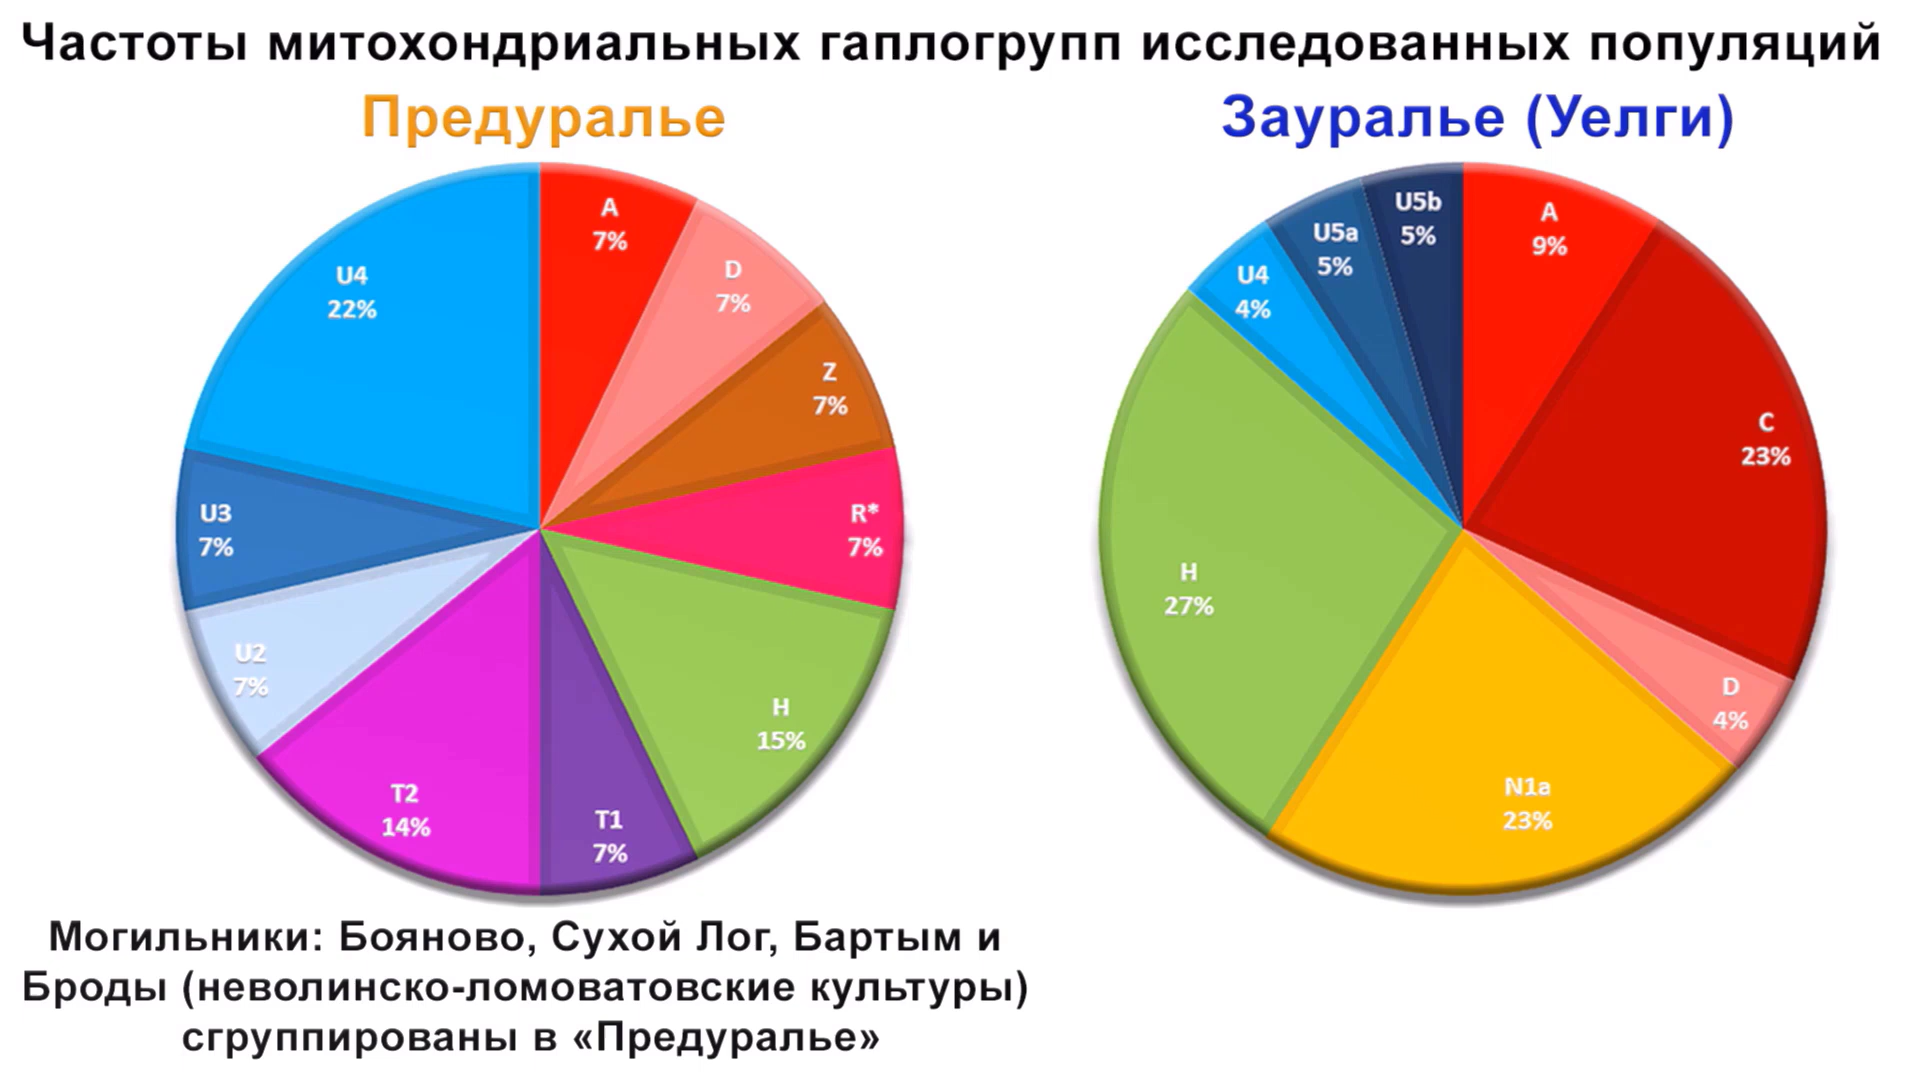 Частоты митохондриальных гаплогрупп исследованных популяций
Предуралье
A
7%
D
7%
Z
7%
R*
7%
H
15%
T1
7%
T2
14%
U2
7%
U3
7%
U4
22%
Зауралье (Уелги)
A
9%
C
23%
D
4%
N1a
23%
H
27%
U4
4%
U5a
5%
U5b
5%
Могильники: Бояново, Сухой Лог, Бартым и
Броды (неволинско-ломоватовские культуры)
сгруппированы в «Предуралье»